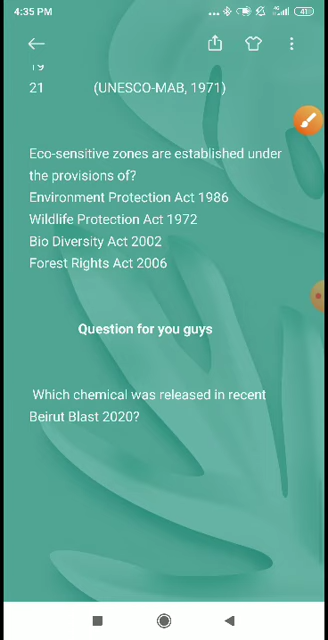 4:35 PM
41
19
21 (UNESCO-MAB, 1971)
Eco-sensitive zones are established under
the provisions of?
Environment Protection Act 1986
Wildlife Protection Act 1972
Bio Diversity Act 2002
Forest Rights Act 2006
Question for you guys
Which chemical was released in recent
Beirut Blast 2020?